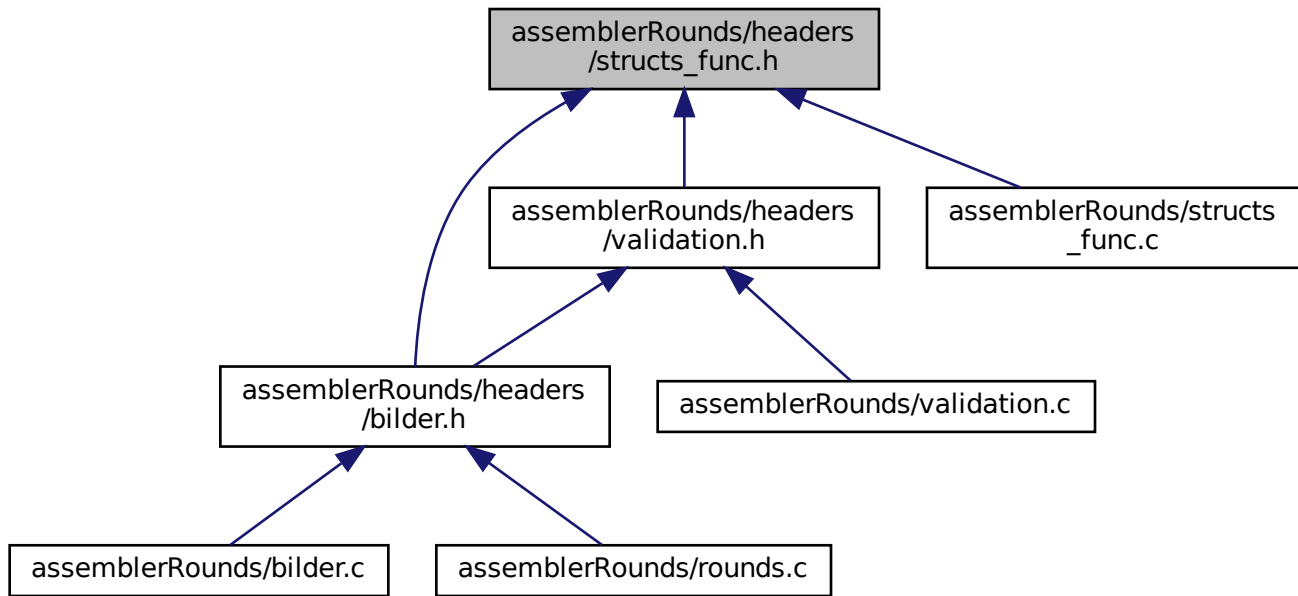 assemblerRounds/headers
/structs_func.h
assemblerRounds/headers
/validation.h
assemblerRounds/structs
_func.c
assemblerRounds/headers
/bilder.h
assemblerRounds/validation.c
assemblerRounds/bilder.c
assemblerRounds/rounds.c